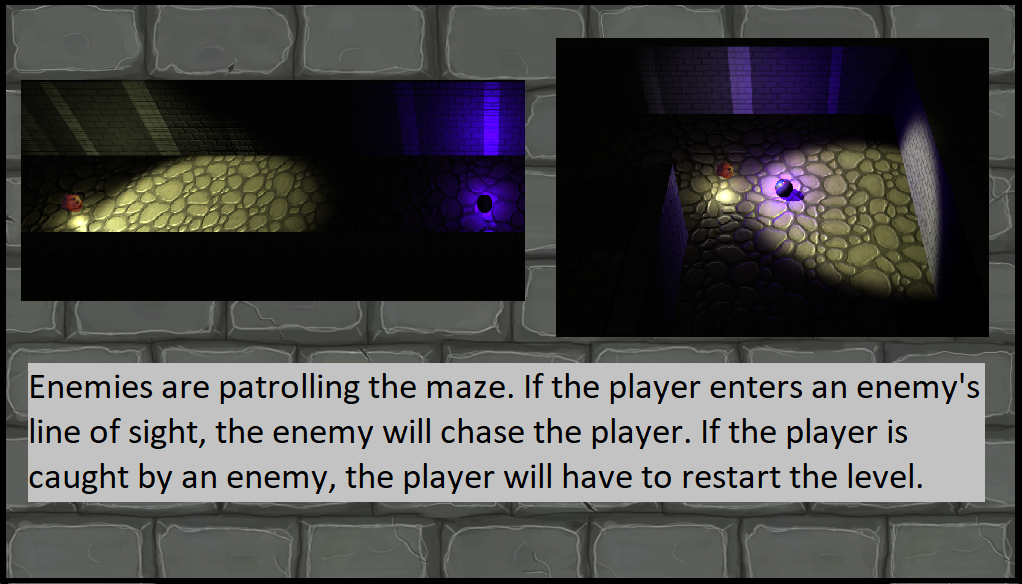 Enemies are patrolling the maze. If the player enters an enemy's
line of sight, the enemy will chase the player. If the player is
caught by an enemy, the player will have to restart the level.